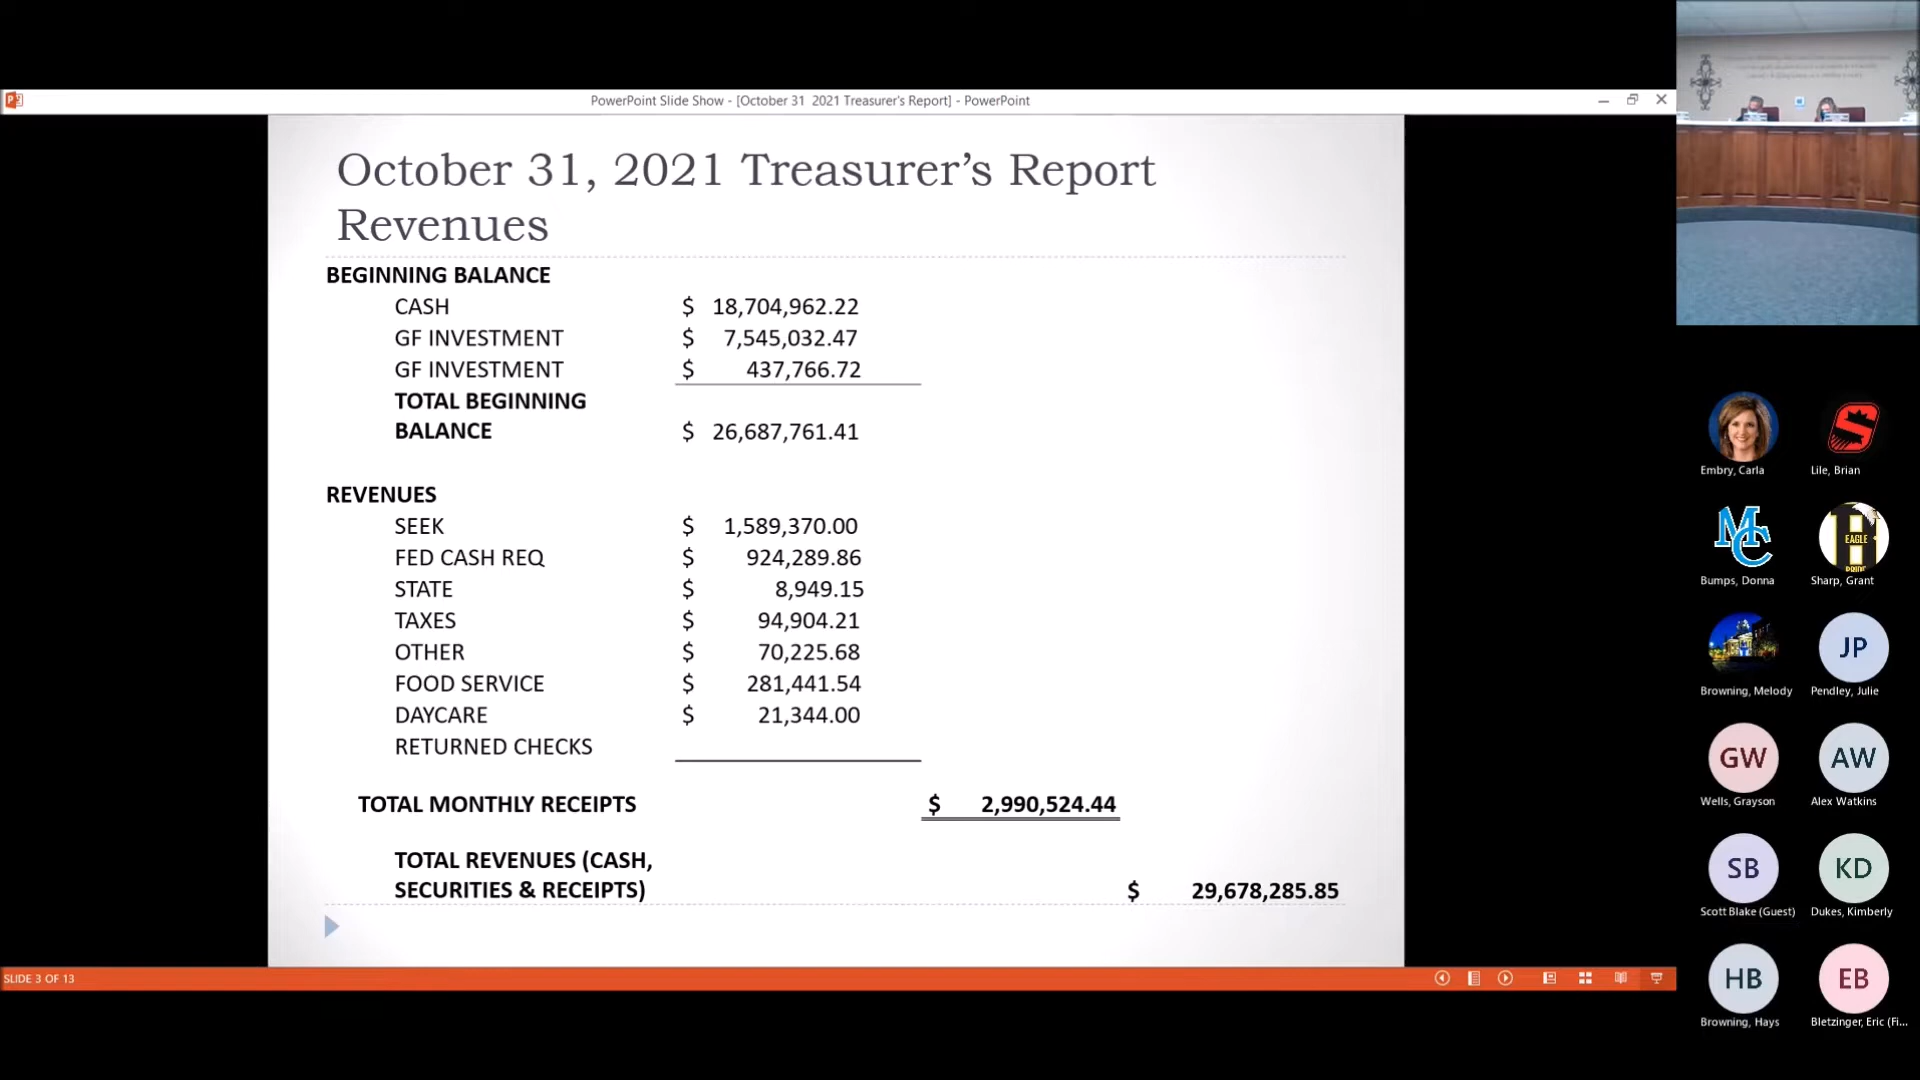 PowerPoint Slide Show - [October 31 2021 Treasurer's Report] - PowerPoint
October 31, 2021 Treasurer's Report
Revenues
BEGINNING BALANCE
CASH $ 18,704,962.22
GF INVESTMENT $ 7,545,032.47
GF INVESTMENT $ 437,766.72
TOTAL BEGINNING
BALANCE $ 26,687,761.41
REVENUES
SEEK $ 1,589,370.00
FED CASH REQ $ 924,289.86
STATE $ 8,949.15
TAXES $ 94,904.21
OTHER $ 70,225.68
FOOD SERVICE $ 281,441.54
DAYCARE $ 21,344.00
RETURNED CHECKS
TOTAL MONTHLY RECEIPTS $ 2,990,524.44
TOTAL REVENUES (CASH,
SECURITIES & RECEIPTS) $ 29,678,285.85
SLIDE 3 OF 13
S
Embry, Carla Lile, Brian
MC H EAGLE PRIDE
Bumps, Donna Sharp, Grant
JP
Browning, Melody Pendley, Julie
GW AW
Wells, Grayson Alex Watkins
SB KD
Scott Blake (Guest) Dukes, Kimberly
HB EB
Browning, Hays Bletzinger, Eric (Fi...